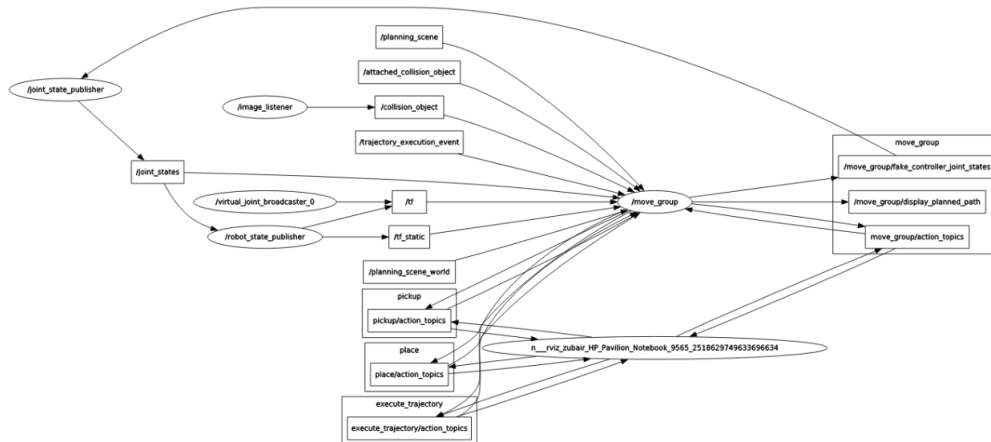 /planning_scene
/attached_collision_object
/joint_state_publisher
/image_listener
/collision_object
/trajectory_execution_event
move_group
/move_group/fake_controller_joint_states
/joint_states
/virtual_joint_broadcaster_0
/tf
/move_group
/move_group/display_planned_path
/robot_state_publisher
/tf_static
move_group/action_topics
/planning_scene_world
pickup
pickup/action_topics
n___rviz_zubair_HP_Pavilion_Notebook_9565_2518629749633696634
place
place/action_topics
execute_trajectory
execute_trajectory/action_topics